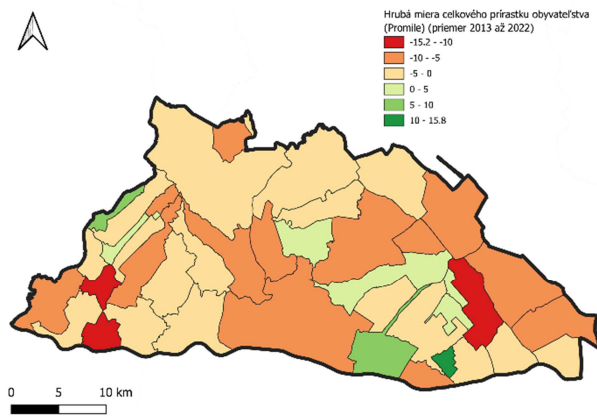 Hrubá miera celkového prírastku obyvateľstva
(Promile) (priemer 2013 až 2022)
-15.2 - -10
-10 - -5
-5 - 0
0 - 5
5 - 10
10 - 15.8
0 5 10 km